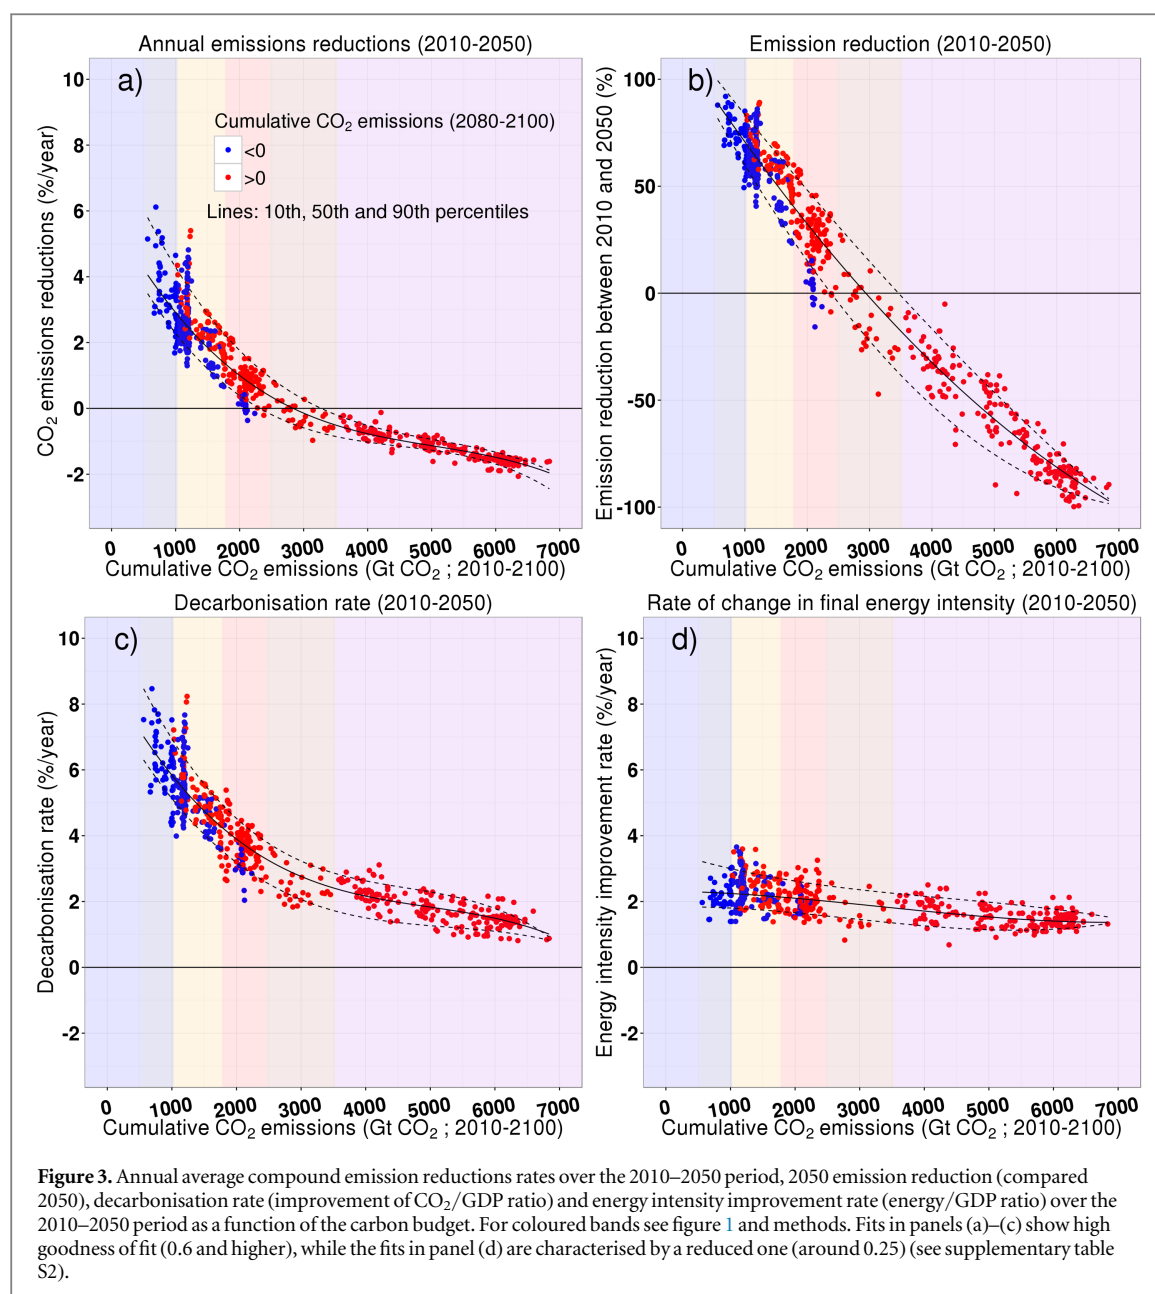 Annual emissions reductions (2010-2050)
a)
10
8
6
4
2
0
-2
CO2 emissions reductions (%/year)
Cumulative CO2 emissions (2080-2100)
<0
>0
Lines: 10th, 50th and 90th percentiles
0 1000 2000 3000 4000 5000 6000 7000
Cumulative CO2 emissions (Gt CO2 ; 2010-2100)
Emission reduction (2010-2050)
b)
100
50
0
-50
-100
Emission reduction between 2010 and 2050 (%)
0 1000 2000 3000 4000 5000 6000 7000
Cumulative CO2 emissions (Gt CO2 ; 2010-2100)
Decarbonisation rate (2010-2050)
c)
10
8
6
4
2
0
-2
Decarbonisation rate (%/year)
0 1000 2000 3000 4000 5000 6000 7000
Cumulative CO2 emissions (Gt CO2 ; 2010-2100)
Rate of change in final energy intensity (2010-2050)
d)
10
8
6
4
2
0
-2
Energy intensity improvement rate (%/year)
0 1000 2000 3000 4000 5000 6000 7000
Cumulative CO2 emissions (Gt CO2 ; 2010-2100)
Figure 3. Annual average compound emission reductions rates over the 2010–2050 period, 2050 emission reduction (compared
2050), decarbonisation rate (improvement of CO2/GDP ratio) and energy intensity improvement rate (energy/GDP ratio) over the
2010–2050 period as a function of the carbon budget. For coloured bands see figure 1 and methods. Fits in panels (a)–(c) show high
goodness of fit (0.6 and higher), while the fits in panel (d) are characterised by a reduced one (around 0.25) (see supplementary table
S2).